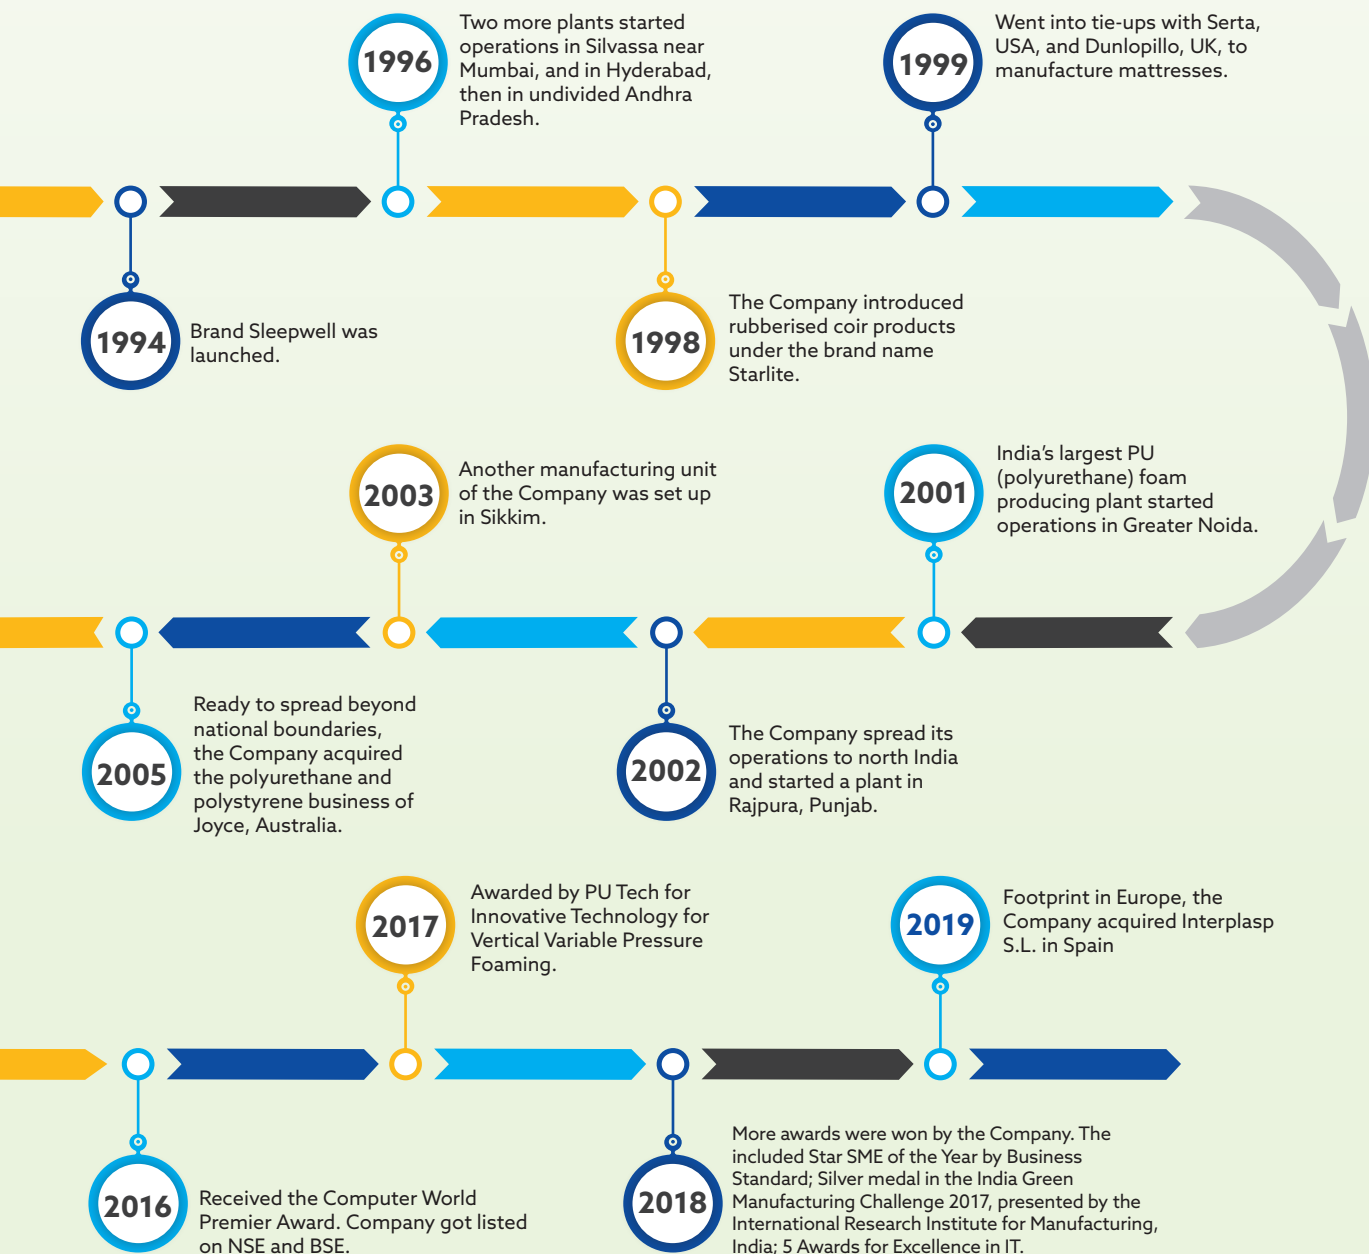 1994
Brand Sleepwell was
launched.
1996
Two more plants started
operations in Silvassa near
Mumbai, and in Hyderabad,
then in undivided Andhra
Pradesh.
1998
The Company introduced
rubberised coir products
under the brand name
Starlite.
1999
Went into tie-ups with Serta,
USA, and Dunlopillo, UK, to
manufacture mattresses.
2001
India’s largest PU
(polyurethane) foam
producing plant started
operations in Greater Noida.
2002
The Company spread its
operations to north India
and started a plant in
Rajpura, Punjab.
2003
Another manufacturing unit
of the Company was set up
in Sikkim.
2005
Ready to spread beyond
national boundaries,
the Company acquired
the polyurethane and
polystyrene business of
Joyce, Australia.
2016
Received the Computer World
Premier Award. Company got listed
on NSE and BSE.
2017
Awarded by PU Tech for
Innovative Technology for
Vertical Variable Pressure
Foaming.
2018
More awards were won by the Company. The
included Star SME of the Year by Business
Standard; Silver medal in the India Green
Manufacturing Challenge 2017, presented by the
International Research Institute for Manufacturing,
India; 5 Awards for Excellence in IT.
2019
Footprint in Europe, the
Company acquired Interplasp
S.L. in Spain